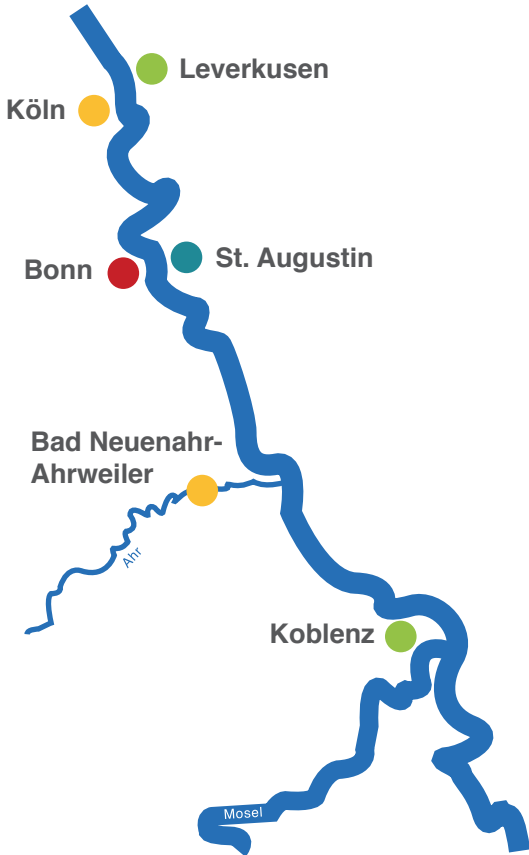 Leverkusen
Köln
St. Augustin
Bonn
Bad Neuenahr-
Ahrweiler
Ahr
Koblenz
Mosel